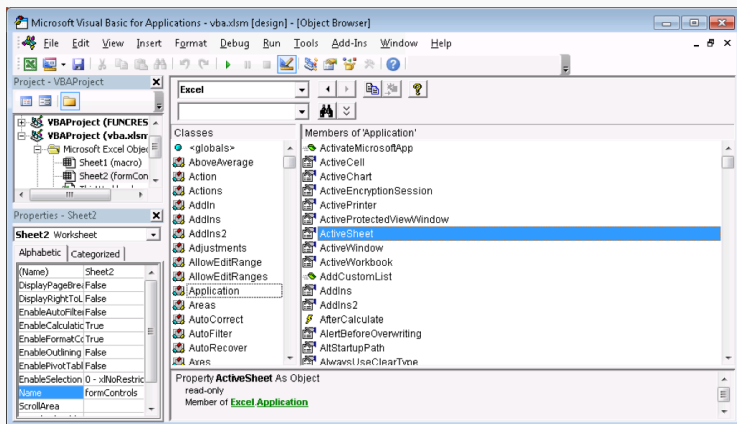 Microsoft Visual Basic for Applications - vba.xlsm [design] - [Object Browser]
File Edit View Insert Format Debug Run Tools Add-Ins Window Help
Project - VBAProject
VBAProject (FUNCRES
VBAProject (vba.xlsm
Microsoft Excel Objec
Sheet1 (macro)
Sheet2 (formCon
Properties - Sheet2
Sheet2 Worksheet
Alphabetic Categorized
(Name) Sheet2
DisplayPageBrea False
DisplayRightToL False
EnableAutoFilter False
EnableCalculatic True
EnableFormatCo True
EnableOutlining False
EnablePivotTabl False
EnableSelection 0 - xlNoRestric
Name formControls
ScrollArea
Excel
Classes
<globals>
AboveAverage
Action
Actions
AddIn
AddIns
AddIns2
Adjustments
AllowEditRange
AllowEditRanges
Application
Areas
AutoCorrect
AutoFilter
AutoRecover
Axes
Members of 'Application'
ActivateMicrosoftApp
ActiveCell
ActiveChart
ActiveEncryptionSession
ActivePrinter
ActiveProtectedViewWindow
ActiveSheet
ActiveWindow
ActiveWorkbook
AddCustomList
AddIns
AddIns2
AfterCalculate
AlertBeforeOverwriting
AltStartupPath
AlwaysUseClearType
Property ActiveSheet As Object
read-only
Member of Excel.Application